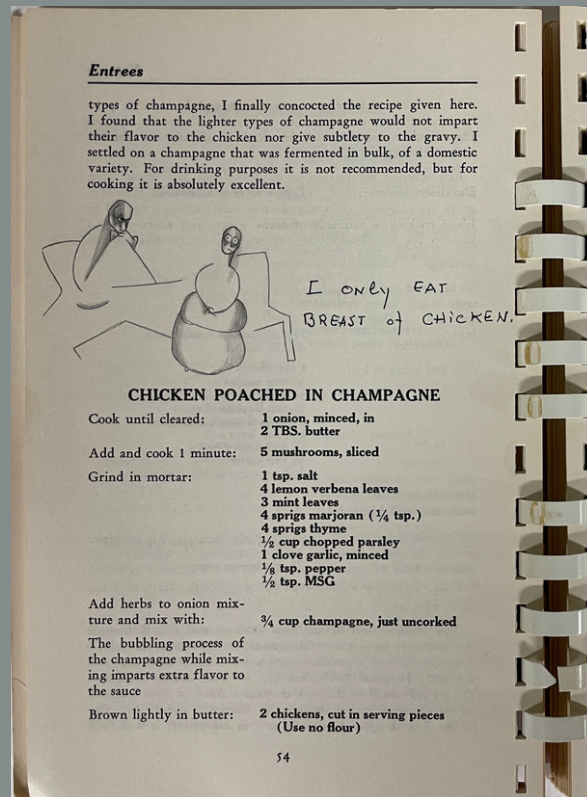 Entrees
types of champagne, I finally concocted the recipe given here.
I found that the lighter types of champagne would not impart
their flavor to the chicken nor give subtlety to the gravy. I
settled on a champagne that was fermented in bulk, of a domestic
variety. For drinking purposes it is not recommended, but for
cooking it is absolutely excellent.
I ONLY EAT
BREAST of CHICKEN.
CHICKEN POACHED IN CHAMPAGNE
Cook until cleared: 1 onion, minced, in
2 TBS. butter
Add and cook 1 minute: 5 mushrooms, sliced
Grind in mortar: 1 tsp. salt
4 lemon verbena leaves
3 mint leaves
4 sprigs marjoran (¼ tsp.)
4 sprigs thyme
½ cup chopped parsley
1 clove garlic, minced
⅛ tsp. pepper
½ tsp. MSG
Add herbs to onion mix-
ture and mix with: ¾ cup champagne, just uncorked
The bubbling process of
the champagne while mix-
ing imparts extra flavor to
the sauce
Brown lightly in butter: 2 chickens, cut in serving pieces
(Use no flour)
54